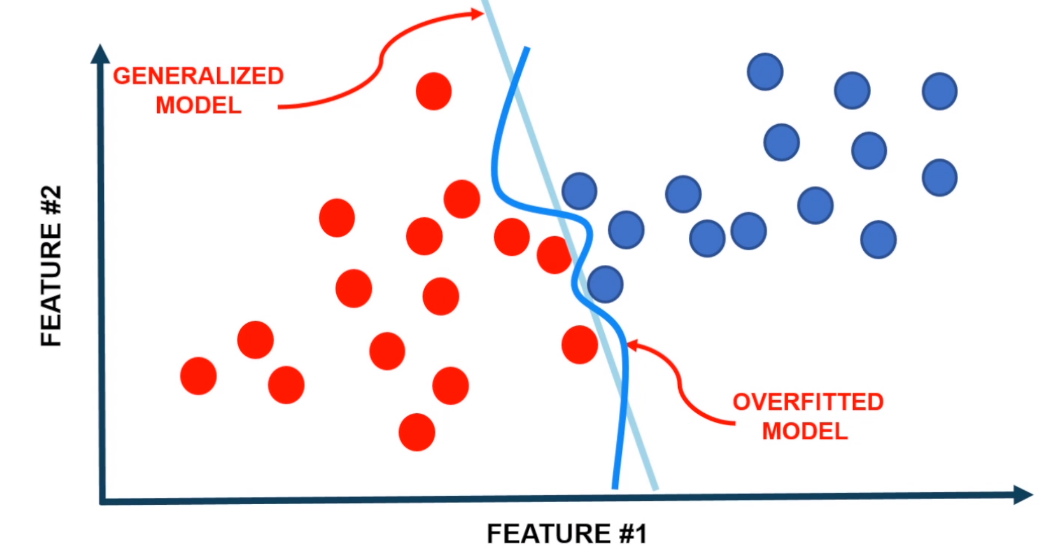 GENERALIZED
MODEL
FEATURE #2
OVERFITTED
MODEL
FEATURE #1